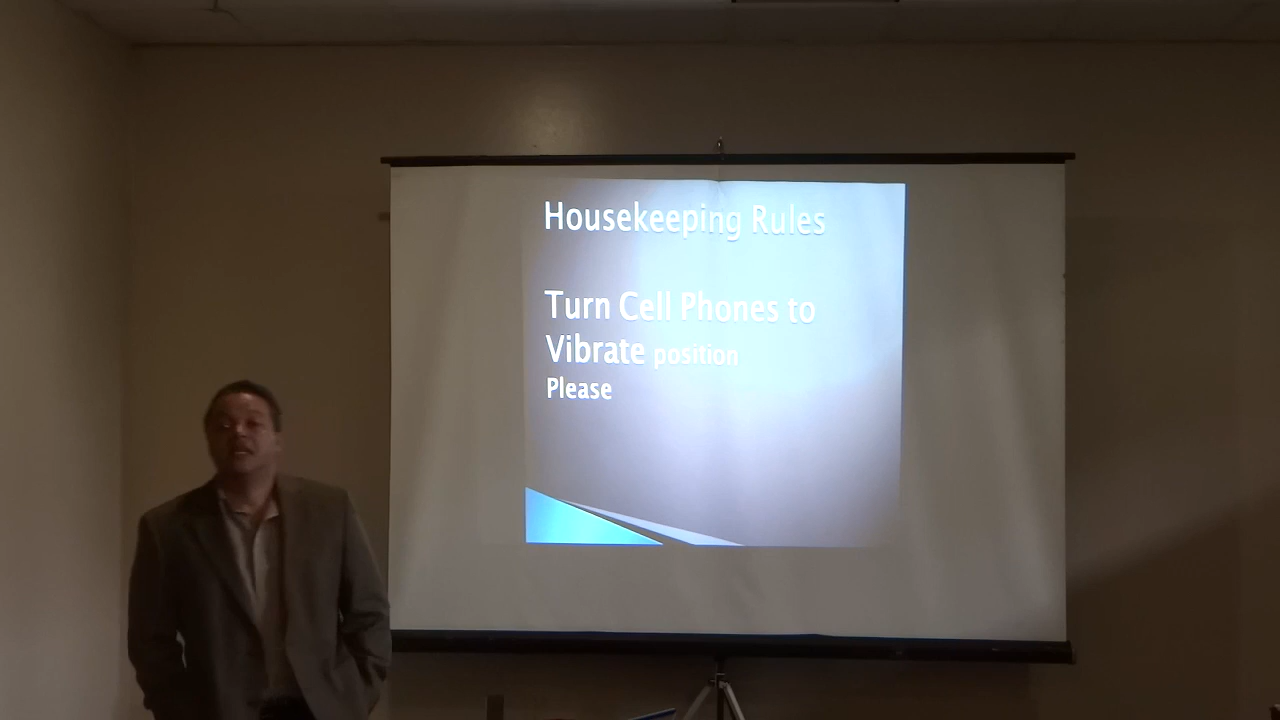 Housekeeping Rules
Turn Cell Phones to
Vibrate position
Please